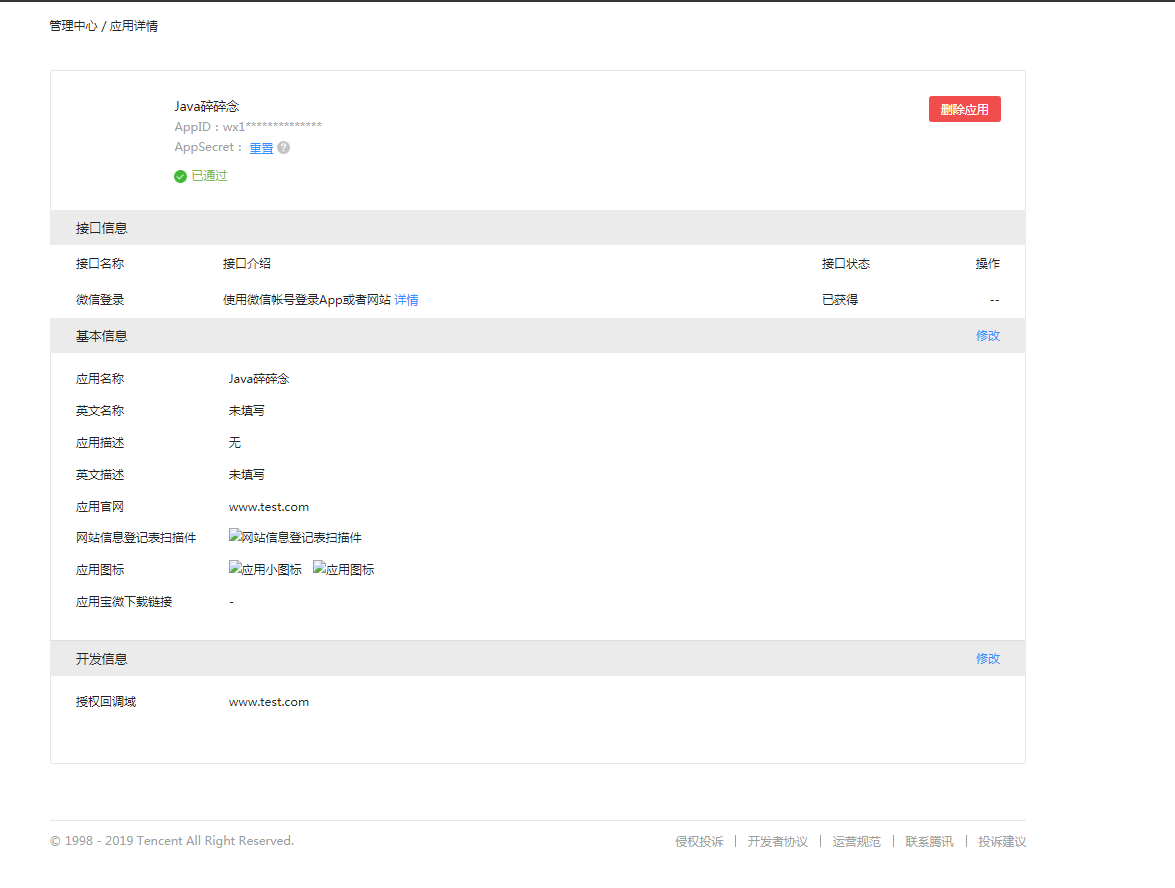 管理中心 / 应用详情
Java碎碎念
删除应用
AppID : wx1**************
AppSecret : 重置 ?
已通过
接口信息
接口名称 接口介绍 接口状态 操作
微信登录 使用微信帐号登录App或者网站 详情 已获得 --
基本信息 修改
应用名称 Java碎碎念
英文名称 未填写
应用描述 无
英文描述 未填写
应用官网 www.test.com
网站信息登记表扫描件 网站信息登记表扫描件
应用图标 应用小图标 应用图标
应用宝微下载链接 -
开发信息 修改
授权回调域 www.test.com
© 1998 - 2019 Tencent All Right Reserved. 侵权投诉 | 开发者协议 | 运营规范 | 联系腾讯 | 投诉建议